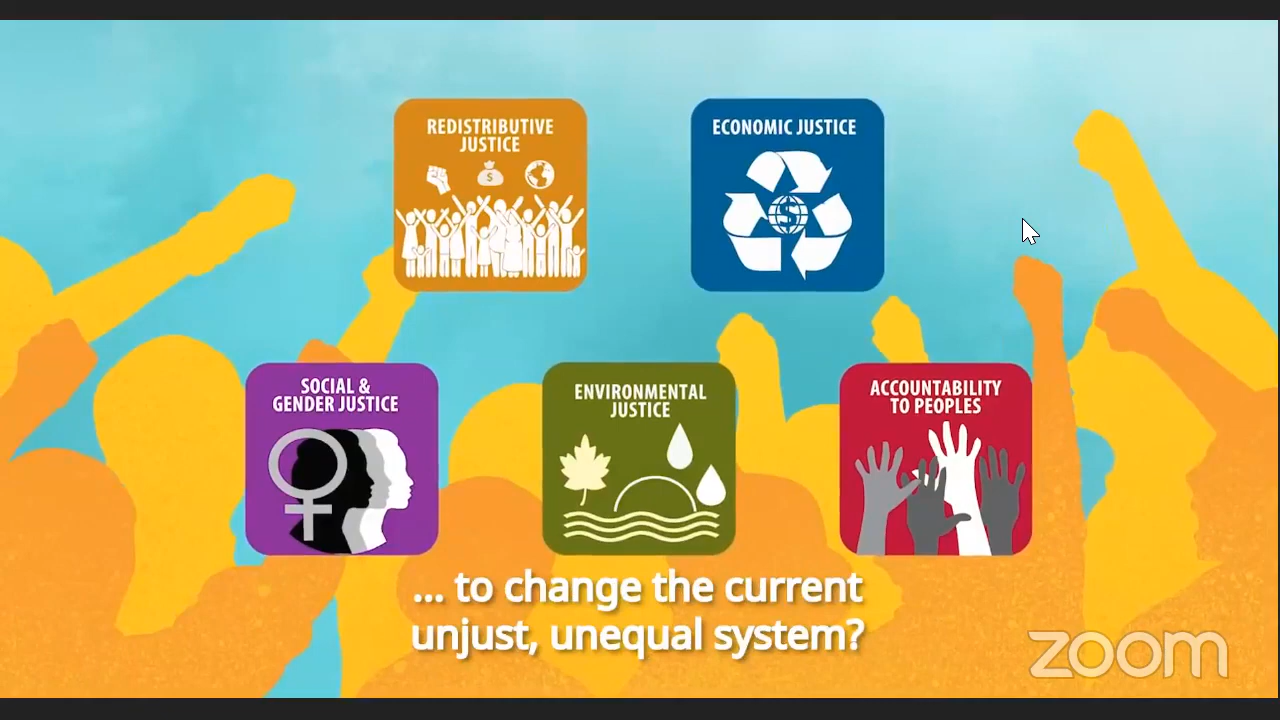 REDISTRIBUTIVE
JUSTICE
$
ECONOMIC JUSTICE
$
SOCIAL &
GENDER JUSTICE
ENVIRONMENTAL
JUSTICE
ACCOUNTABILITY
TO PEOPLES
... to change the current
unjust, unequal system?
zoom